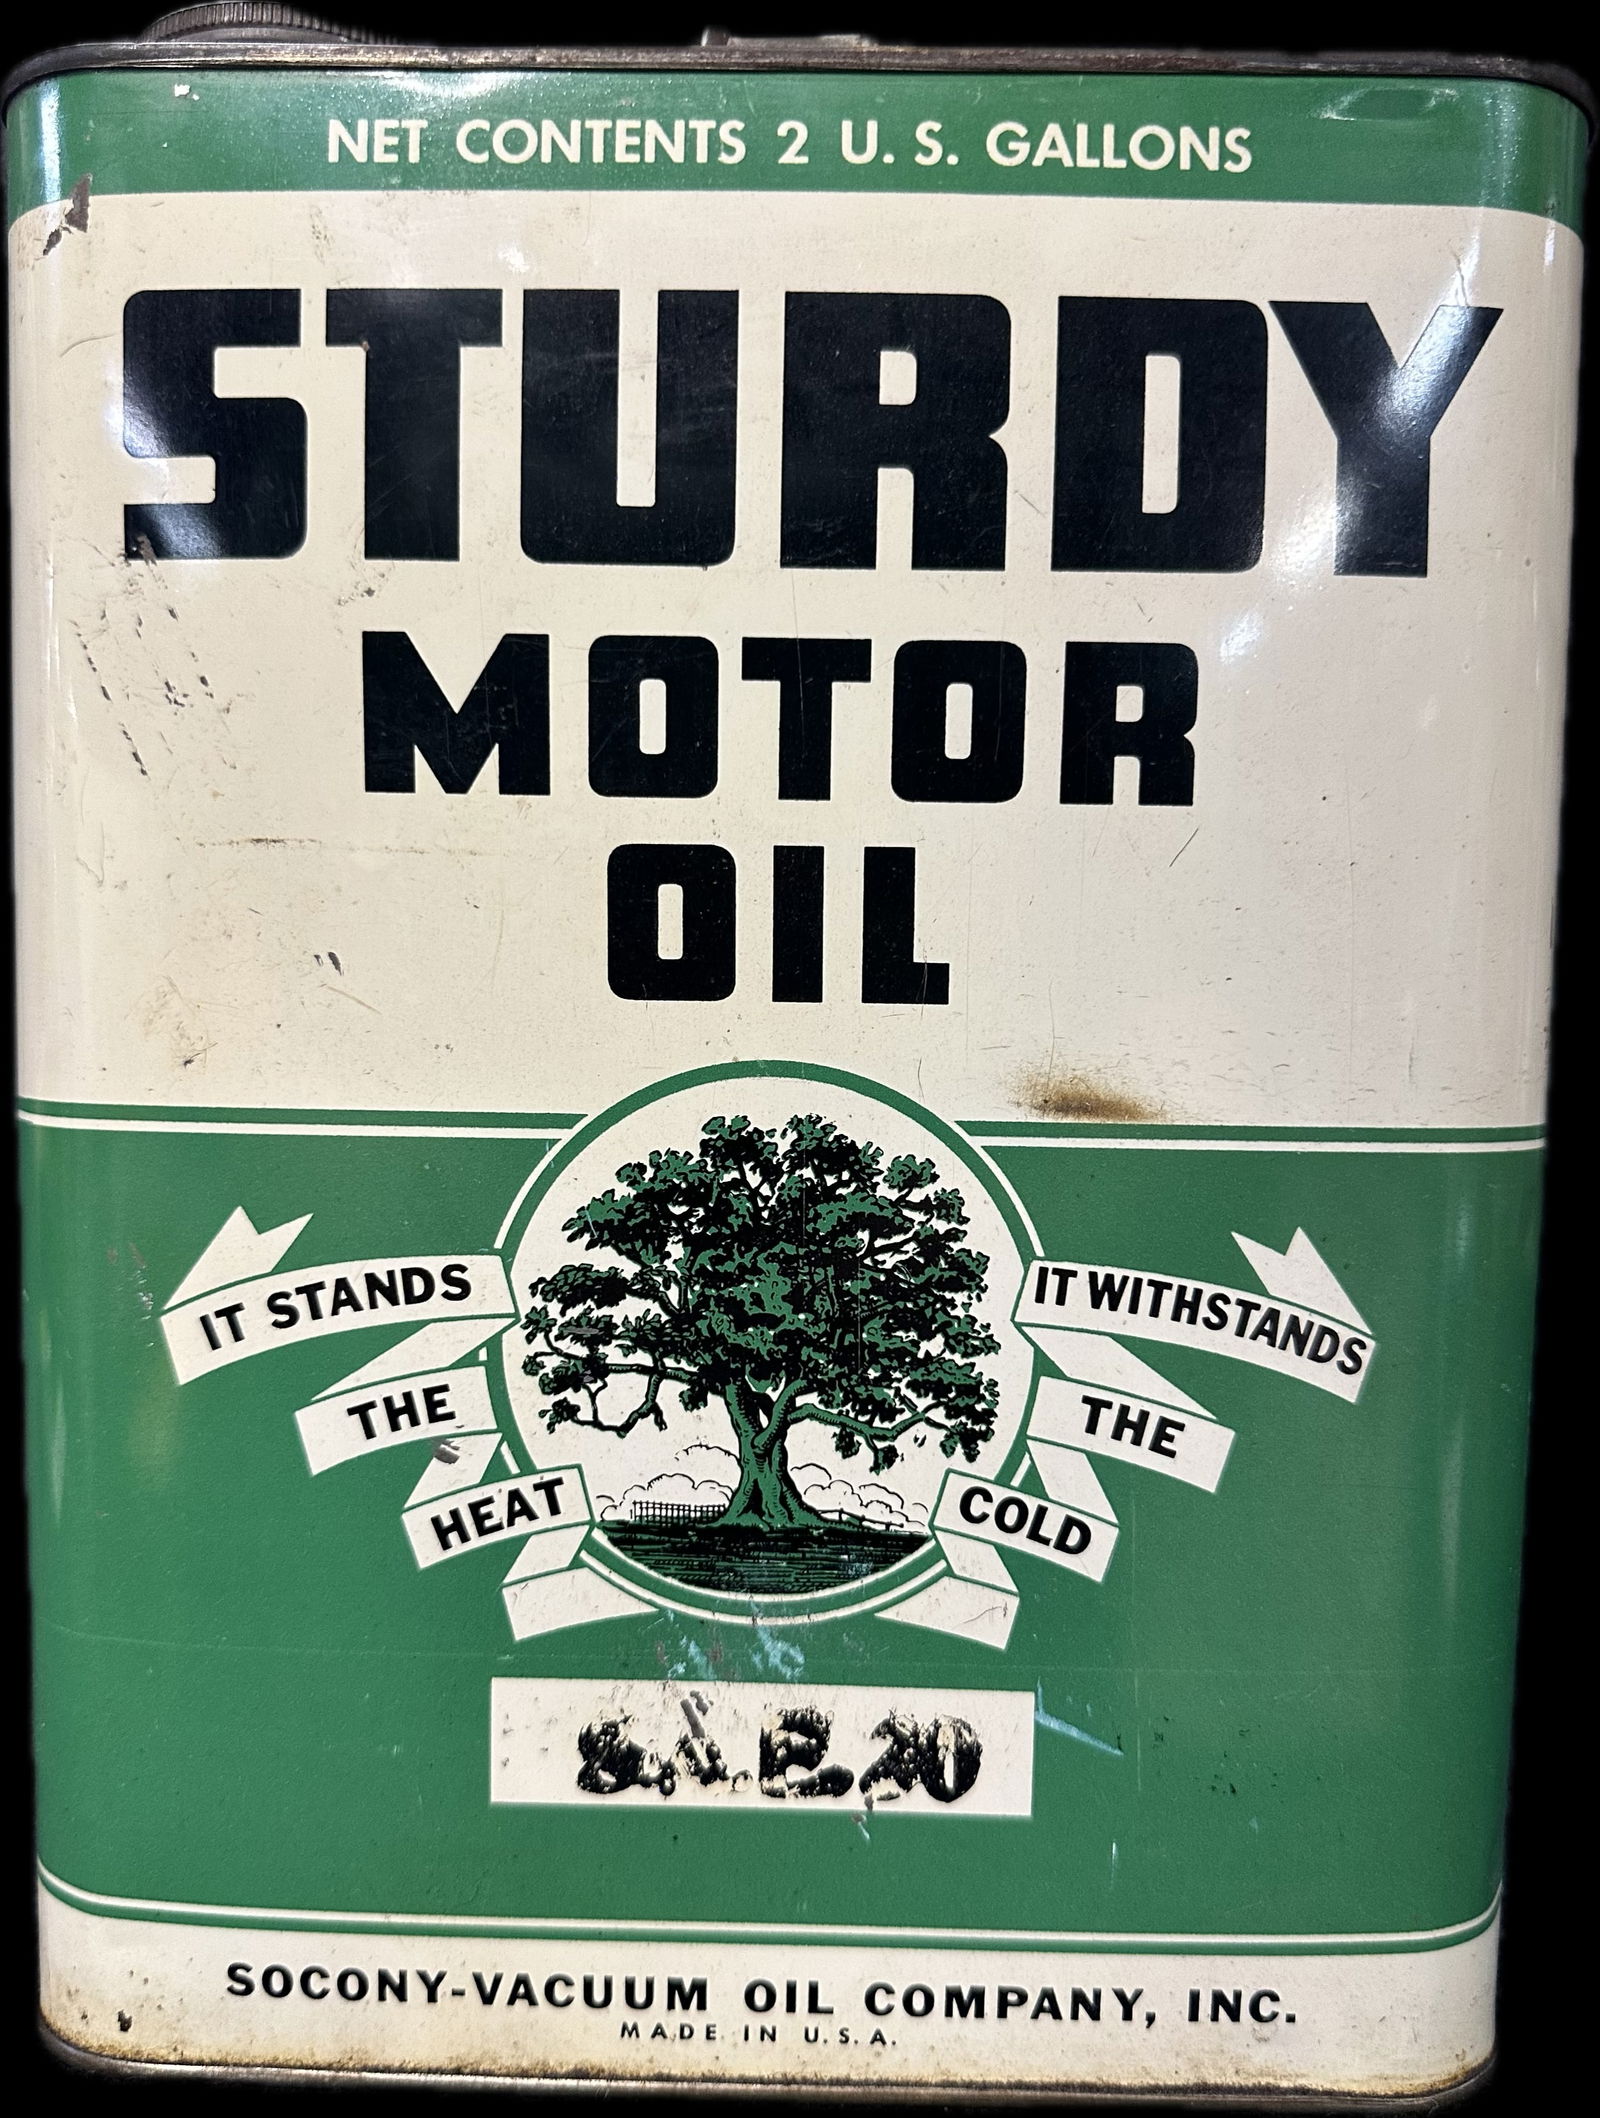 NET CONTENTS 2 U.S. GALLONS
STURDY
MOTOR
OIL
IT STANDS
THE
HEAT
IT WITHSTANDS
THE
COLD
S.A.E. 20
SOCONY-VACUUM OIL COMPANY, INC.
MADE IN U.S.A.